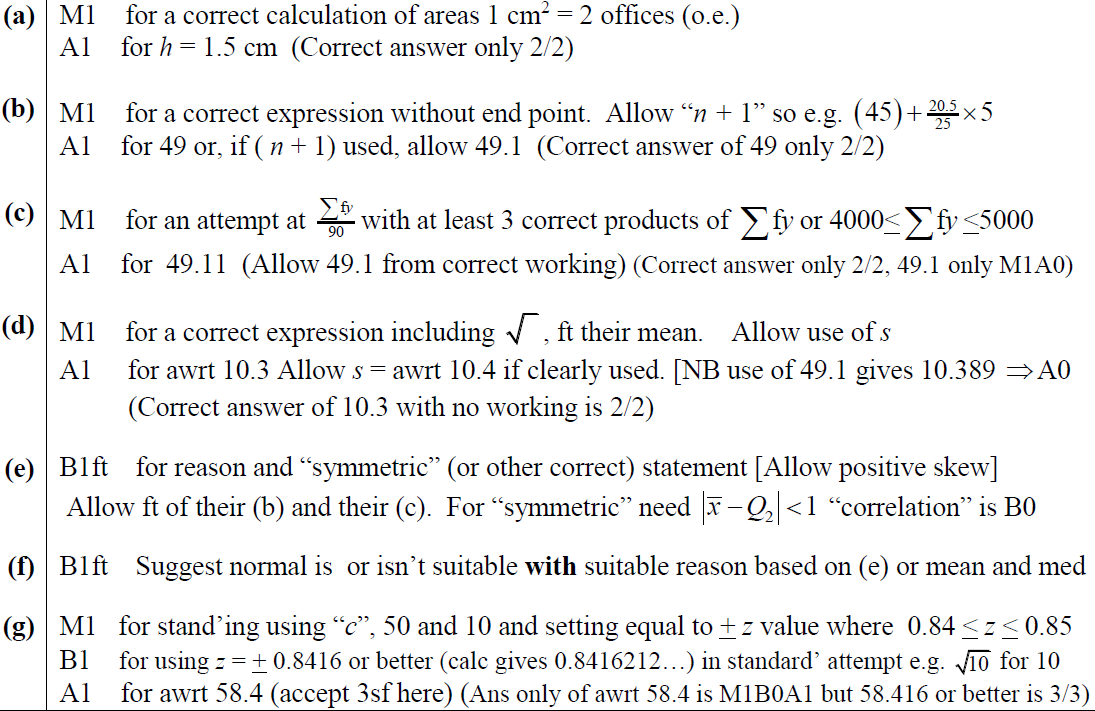 (a) M1 for a correct calculation of areas 1 cm² = 2 offices (o.e.)
A1 for h = 1.5 cm (Correct answer only 2/2)
(b) M1 for a correct expression without end point. Allow “n + 1” so e.g. (45) + 20.5/25 × 5
A1 for 49 or, if ( n + 1) used, allow 49.1 (Correct answer of 49 only 2/2)
(c) M1 for an attempt at ∑fy/90 with at least 3 correct products of ∑fy or 4000≤∑fy≤5000
A1 for 49.11 (Allow 49.1 from correct working) (Correct answer only 2/2, 49.1 only M1A0)
(d) M1 for a correct expression including √ , ft their mean. Allow use of s
A1 for awrt 10.3 Allow s = awrt 10.4 if clearly used. [NB use of 49.1 gives 10.389 ⇒ A0
(Correct answer of 10.3 with no working is 2/2)
(e) B1ft for reason and “symmetric” (or other correct) statement [Allow positive skew]
Allow ft of their (b) and their (c). For “symmetric” need |x̄ − Q₂| < 1 “correlation” is B0
(f) B1ft Suggest normal is or isn’t suitable with suitable reason based on (e) or mean and med
(g) M1 for stand’ing using “c”, 50 and 10 and setting equal to ± z value where 0.84 ≤ z ≤ 0.85
B1 for using z = ± 0.8416 or better (calc gives 0.8416212…) in standard’ attempt e.g. √10 for 10
A1 for awrt 58.4 (accept 3sf here) (Ans only of awrt 58.4 is M1B0A1 but 58.416 or better is 3/3)